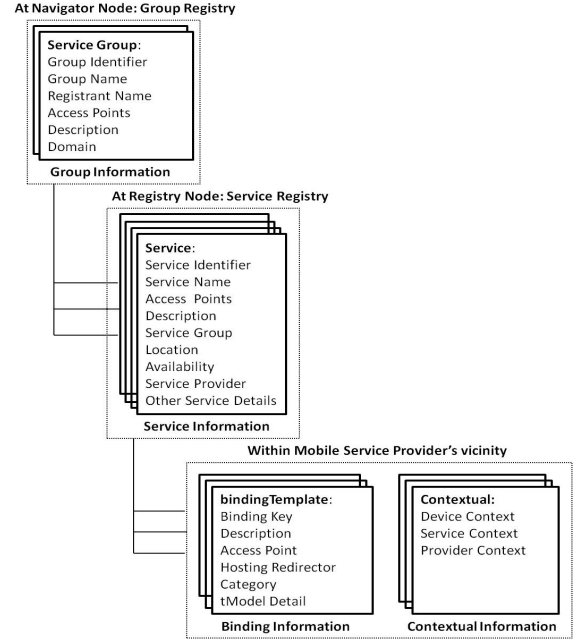 At Navigator Node: Group Registry
Service Group:
Group Identifier
Group Name
Registrant Name
Access Points
Description
Domain
Group Information
At Registry Node: Service Registry
Service:
Service Identifier
Service Name
Access Points
Description
Service Group
Location
Availability
Service Provider
Other Service Details
Service Information
Within Mobile Service Provider's vicinity
bindingTemplate:
Binding Key
Description
Access Point
Hosting Redirector
Category
tModel Detail
Binding Information
Contextual:
Device Context
Service Context
Provider Context
Contextual Information